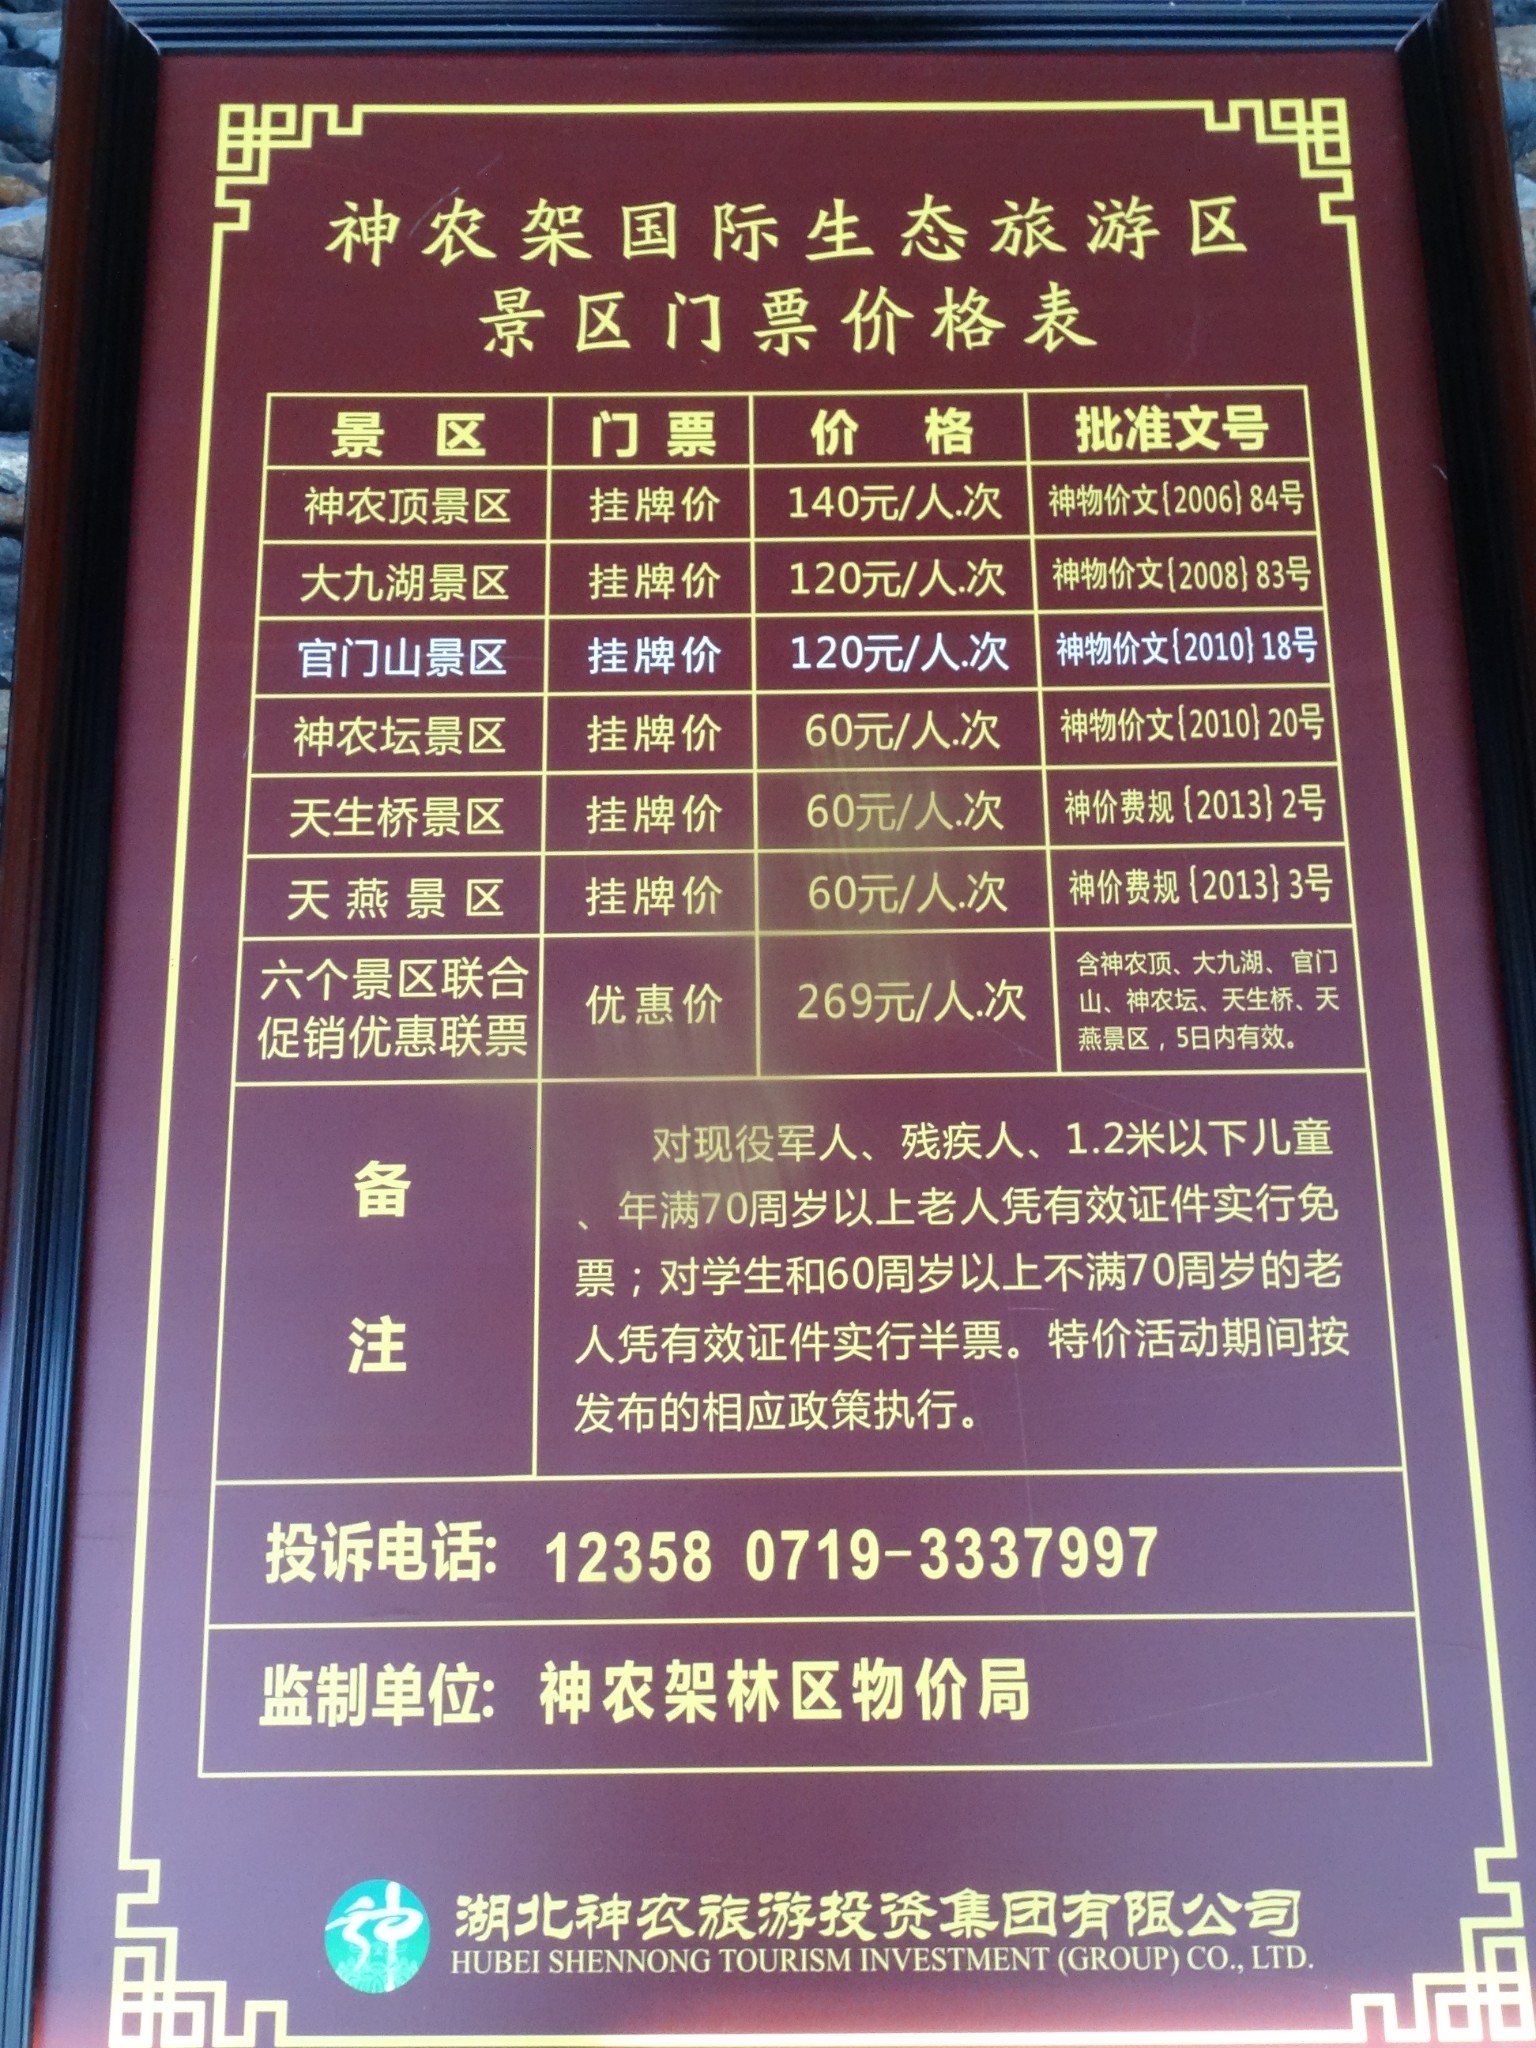 神农架国际生态旅游区
景区门票价格表
景 区 门 票 价 格 批准文号
神农顶景区 挂牌价 140元/人.次 神物价文{2006}84号
大九湖景区 挂牌价 120元/人.次 神物价文{2008}83号
官门山景区 挂牌价 120元/人.次 神物价文{2010}18号
神农坛景区 挂牌价 60元/人.次 神物价文{2010}20号
天生桥景区 挂牌价 60元/人.次 神价费规{2013}2号
天燕景区 挂牌价 60元/人.次 神价费规{2013}3号
六个景区联合
促销优惠联票
优惠价
269元/人.次
含神农顶、大九湖、官门
山、神农坛、天生桥、天
燕景区，5日内有效。
备
注
对现役军人、残疾人、1.2米以下儿童
、年满70周岁以上老人凭有效证件实行免
票；对学生和60周岁以上不满70周岁的老
人凭有效证件实行半票。特价活动期间按
发布的相应政策执行。
投诉电话: 12358 0719-3337997
监制单位: 神农架林区物价局
神
湖北神农旅游投资集团有限公司
HUBEI SHENNONG TOURISM INVESTMENT (GROUP) CO., LTD.